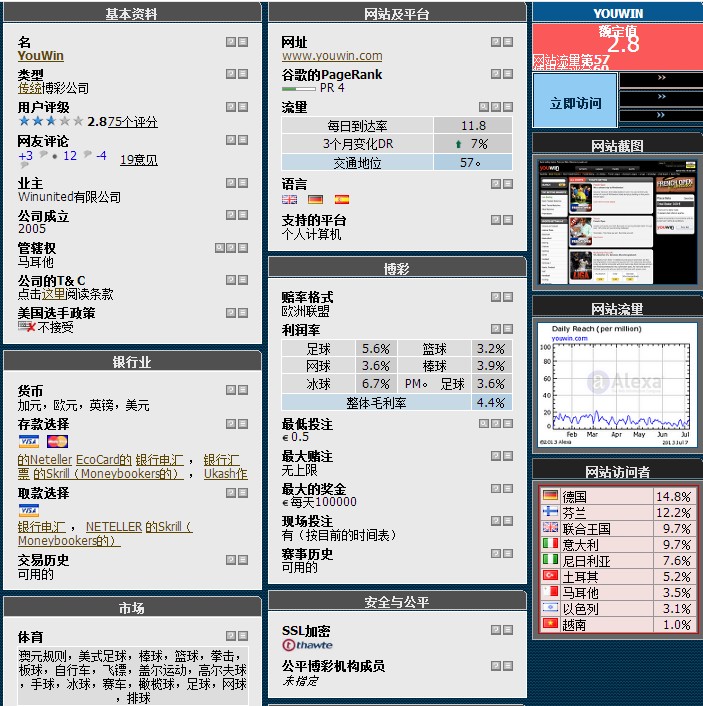 基本资料
名
YouWin
类型
传统博彩公司
用户评级
2.8 75个评分
网友评论
+3 12 -4 19意见
业主
Winunited有限公司
公司成立
2005
管辖权
马耳他
公司的T& C
点击这里阅读条款
美国选手政策
不接受
银行业
货币
加元，欧元，英镑，美元
存款选择
VISA MasterCard
的Neteller EcoCard的 银行电汇 ， 银行汇
票 的Skrill（Moneybookers的） ， Ukash作
取款选择
VISA
银行电汇 ， NETELLER 的Skrill（
Moneybookers的）
交易历史
可用的
市场
体育
澳元规则，美式足球，棒球，篮球，拳击，
板球，自行车，飞镖，盖尔运动，高尔夫球
，手球，冰球，赛车，橄榄球，足球，网球
，排球
网站及平台
网址
www.youwin.com
谷歌的PageRank
PR 4
流量
每日到达率 11.8
3个月变化DR 7%
交通地位 57。
语言
支持的平台
个人计算机
博彩
赔率格式
欧洲联盟
利润率
足球 5.6% 篮球 3.2%
网球 3.6% 棒球 3.9%
冰球 6.7% PM。 足球 3.6%
整体毛利率 4.4%
最低投注
€ 0.5
最大赌注
无上限
最大的奖金
€ 每天100000
现场投注
有（按目前的时间表）
赛事历史
可用的
安全与公平
SSL加密
thawte
公平博彩机构成员
未指定
YOUWIN
额定值
2.8
网站流量第57
立即访问
>>
>>
>>
网站截图
youwin
网站流量
Daily Reach (per million)
youwin.com
100
80
60
40
20
0
Alexa
Feb Mar Apr May Jun Jul
©2013 Alexa 2013 Jul 1
网站访问者
德国 14.8%
芬兰 12.2%
联合王国 9.7%
意大利 9.7%
尼日利亚 7.6%
土耳其 5.2%
马耳他 3.5%
以色列 3.1%
越南 1.0%